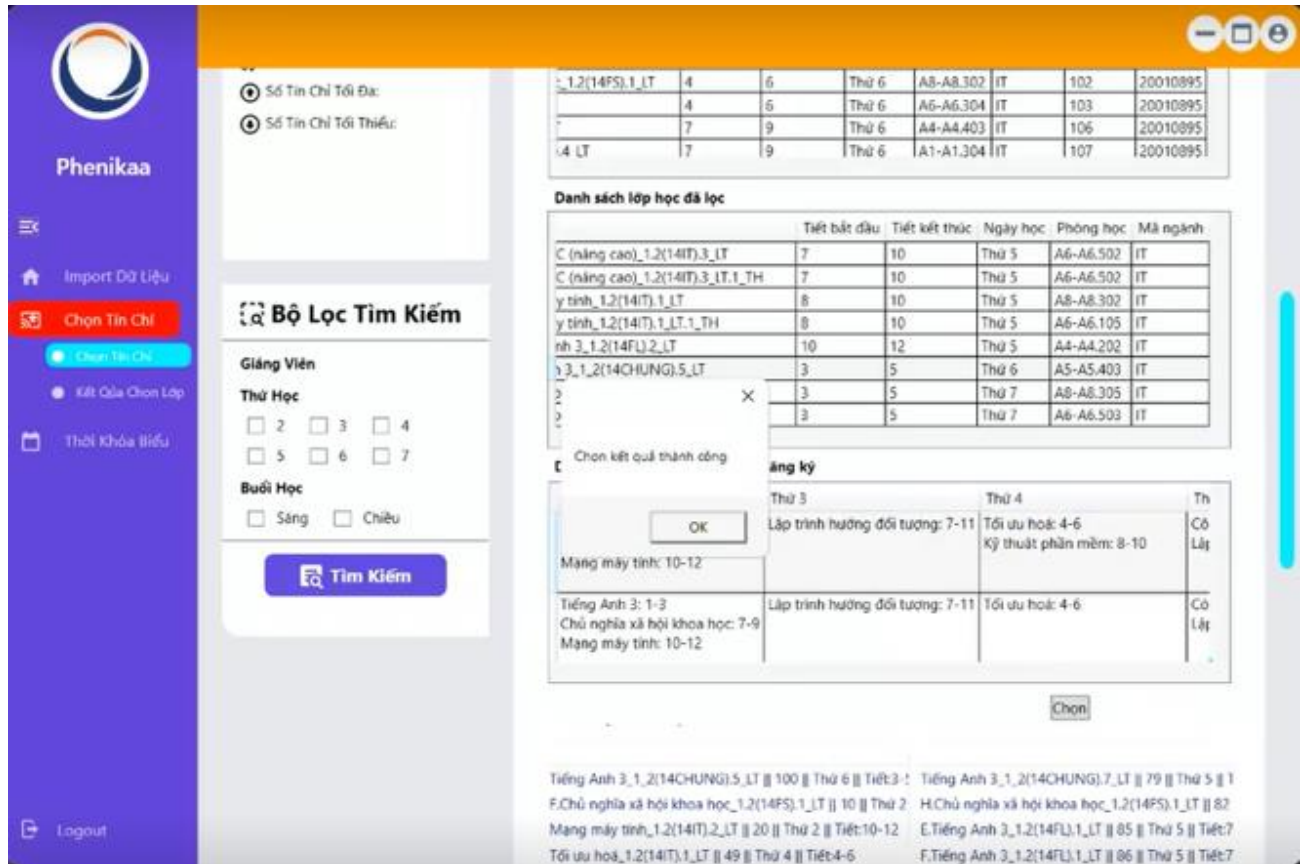 Phenikaa
Import Dữ Liệu
Chọn Tín Chỉ
Chọn Tín Chỉ
Kết Qủa Chọn Lớp
Thời Khóa Biểu
Logout
Số Tín Chỉ Tối Đa:
Số Tín Chỉ Tối Thiểu:
Bộ Lọc Tìm Kiếm
Giảng Viên
Thứ Học
2 3 4
5 6 7
Buổi Học
Sáng Chiều
Tìm Kiếm
_1.2(14FS).1_LT 4 6 Thứ 6 A8-A8.302 IT 102 20010895
4 6 Thứ 6 A6-A6.304 IT 103 20010895
7 9 Thứ 6 A4-A4.403 IT 106 20010895
.4 LT 7 9 Thứ 6 A1-A1.304 IT 107 20010895
Danh sách lớp học đã lọc
Tiết bắt đầu Tiết kết thúc Ngày học Phòng học Mã ngành
C (nâng cao)_1.2(14IT).3_LT 7 10 Thứ 5 A6-A6.502 IT
C (nâng cao)_1.2(14IT).3_LT.1_TH 7 10 Thứ 5 A6-A6.502 IT
y tính_1.2(14IT).1_LT 8 10 Thứ 5 A8-A8.302 IT
y tính_1.2(14IT).1_LT.1_TH 8 10 Thứ 5 A6-A6.105 IT
nh 3_1.2(14FL).2_LT 10 12 Thứ 5 A4-A4.202 IT
3_1_2(14CHUNG).5_LT 3 5 Thứ 6 A5-A5.403 IT
3 5 Thứ 7 A8-A8.305 IT
3 5 Thứ 7 A6-A6.503 IT
Chọn kết quả thành công
OK
ăng ký
Thứ 3 Thứ 4 Th
Lập trình hướng đối tượng: 7-11 Tối ưu hoá: 4-6 Cô
Kỹ thuật phần mềm: 8-10 Lập
Mạng máy tính: 10-12
Tiếng Anh 3: 1-3 Lập trình hướng đối tượng: 7-11 Tối ưu hoá: 4-6 Cô
Chủ nghĩa xã hội khoa học: 7-9 Lập
Mạng máy tính: 10-12
Chọn
Tiếng Anh 3_1_2(14CHUNG).5_LT || 100 || Thứ 6 || Tiết:3-5 Tiếng Anh 3_1_2(14CHUNG).7_LT || 79 || Thứ 5 || T
F.Chủ nghĩa xã hội khoa học_1.2(14FS).1_LT || 10 || Thứ 2 H.Chủ nghĩa xã hội khoa học_1.2(14FS).1_LT || 82
Mạng máy tính_1.2(14IT).2_LT || 20 || Thứ 2 || Tiết:10-12 E.Tiếng Anh 3_1.2(14FL).1_LT || 85 || Thứ 5 || Tiết:7
Tối ưu hoá_1.2(14IT).1_LT || 49 || Thứ 4 || Tiết:4-6 F.Tiếng Anh 3_1.2(14FL).1_LT || 86 || Thứ 5 || Tiết:7